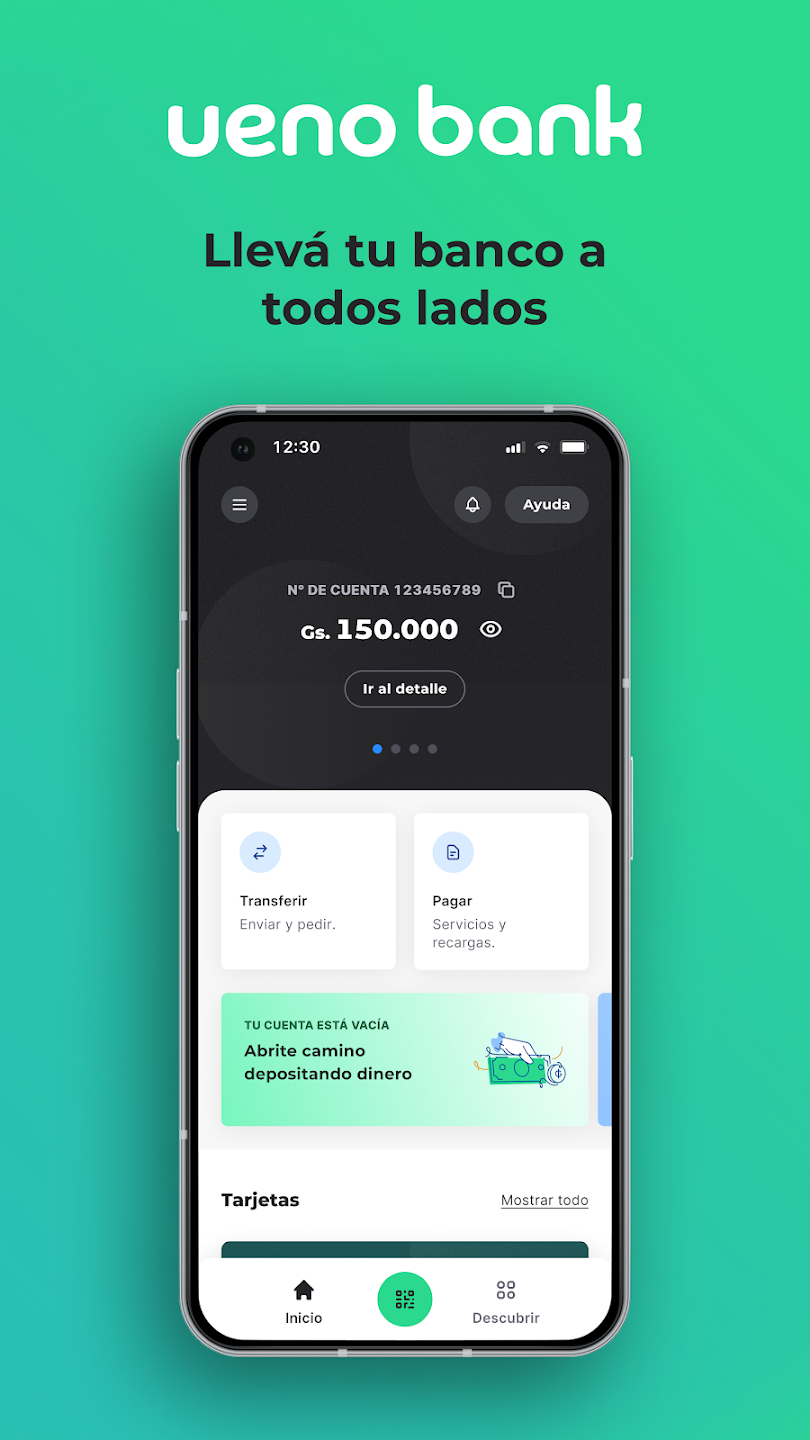 ueno bank
Llevá tu banco a
todos lados
12:30
Ayuda
Nº DE CUENTA 123456789
Gs. 150.000
Ir al detalle
Transferir
Enviar y pedir.
Pagar
Servicios y
recargas.
TU CUENTA ESTÁ VACÍA
Abrite camino
depositando dinero
Tarjetas
Mostrar todo
Inicio
Descubrir